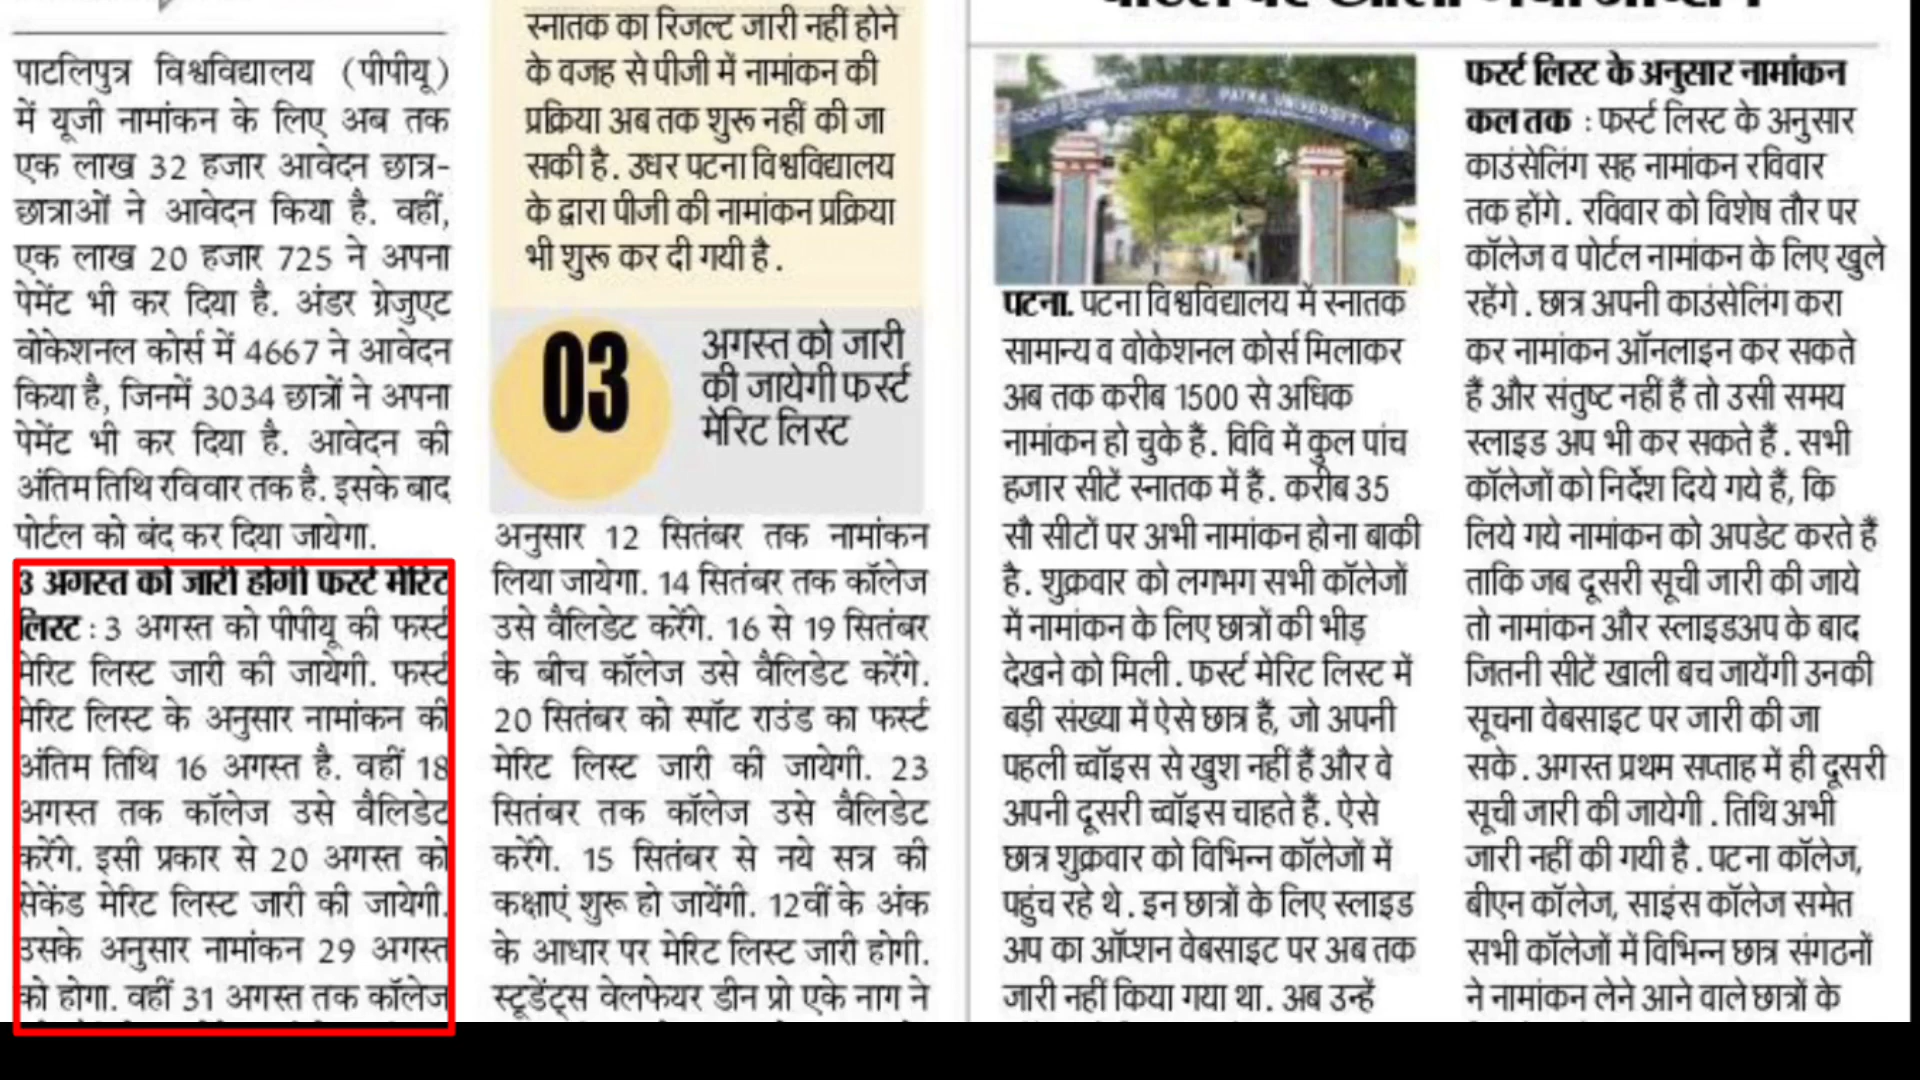 पाटलिपुत्र विश्वविद्यालय (पीपीयू)
में यूजी नामांकन के लिए अब तक
एक लाख 32 हजार आवेदन छात्र-
छात्राओं ने आवेदन किया है. वहीं,
एक लाख 20 हजार 725 ने अपना
पेमेंट भी कर दिया है. अंडर ग्रेजुएट
वोकेशनल कोर्स में 4667 ने आवेदन
किया है, जिनमें 3034 छात्रों ने अपना
पेमेंट भी कर दिया है. आवेदन की
अंतिम तिथि रविवार तक है. इसके बाद
पोर्टल को बंद कर दिया जायेगा.
3 अगस्त को जारी होगी फर्स्ट मेरिट
लिस्ट : 3 अगस्त को पीपीयू की फर्स्ट
मेरिट लिस्ट जारी की जायेगी. फर्स्ट
मेरिट लिस्ट के अनुसार नामांकन की
अंतिम तिथि 16 अगस्त है. वहीं 18
अगस्त तक कॉलेज उसे वैलिडेट
करेंगे. इसी प्रकार से 20 अगस्त को
सेकेंड मेरिट लिस्ट जारी की जायेगी.
उसके अनुसार नामांकन 29 अगस्त
को होगा. वहीं 31 अगस्त तक कॉलेज
स्नातक का रिजल्ट जारी नहीं होने
के वजह से पीजी में नामांकन की
प्रक्रिया अब तक शुरू नहीं की जा
सकी है. उधर पटना विश्वविद्यालय
के द्वारा पीजी की नामांकन प्रक्रिया
भी शुरू कर दी गयी है.
03
अगस्त को जारी
की जायेगी फर्स्ट
मेरिट लिस्ट
अनुसार 12 सितंबर तक नामांकन
लिया जायेगा. 14 सितंबर तक कॉलेज
उसे वैलिडेट करेंगे. 16 से 19 सितंबर
के बीच कॉलेज उसे वैलिडेट करेंगे.
20 सितंबर को स्पॉट राउंड का फर्स्ट
मेरिट लिस्ट जारी की जायेगी. 23
सितंबर तक कॉलेज उसे वैलिडेट
करेंगे. 15 सितंबर से नये सत्र की
कक्षाएं शुरू हो जायेंगी. 12वीं के अंक
के आधार पर मेरिट लिस्ट जारी होगी.
स्टूडेंट्स वेलफेयर डीन प्रो एके नाग ने
PATNA UNIVERSITY
पटना. पटना विश्वविद्यालय में स्नातक
सामान्य व वोकेशनल कोर्स मिलाकर
अब तक करीब 1500 से अधिक
नामांकन हो चुके हैं. विवि में कुल पांच
हजार सीटें स्नातक में हैं. करीब 35
सौ सीटों पर अभी नामांकन होना बाकी
है. शुक्रवार को लगभग सभी कॉलेजों
में नामांकन के लिए छात्रों की भीड़
देखने को मिली. फर्स्ट मेरिट लिस्ट में
बड़ी संख्या में ऐसे छात्र हैं, जो अपनी
पहली च्वॉइस से खुश नहीं हैं और वे
अपनी दूसरी च्वॉइस चाहते हैं. ऐसे
छात्र शुक्रवार को विभिन्न कॉलेजों में
पहुंच रहे थे. इन छात्रों के लिए स्लाइड
अप का ऑप्शन वेबसाइट पर अब तक
जारी नहीं किया गया था. अब उन्हें
फर्स्ट लिस्ट के अनुसार नामांकन
कल तक : फर्स्ट लिस्ट के अनुसार
काउंसेलिंग सह नामांकन रविवार
तक होंगे. रविवार को विशेष तौर पर
कॉलेज व पोर्टल नामांकन के लिए खुले
रहेंगे. छात्र अपनी काउंसेलिंग करा
कर नामांकन ऑनलाइन कर सकते
हैं और संतुष्ट नहीं हैं तो उसी समय
स्लाइड अप भी कर सकते हैं. सभी
कॉलेजों को निर्देश दिये गये हैं, कि
लिये गये नामांकन को अपडेट करते हैं
ताकि जब दूसरी सूची जारी की जाये
तो नामांकन और स्लाइडअप के बाद
जितनी सीटें खाली बच जायेंगी उनकी
सूचना वेबसाइट पर जारी की जा
सके. अगस्त प्रथम सप्ताह में ही दूसरी
सूची जारी की जायेगी. तिथि अभी
जारी नहीं की गयी है. पटना कॉलेज,
बीएन कॉलेज, साइंस कॉलेज समेत
सभी कॉलेजों में विभिन्न छात्र संगठनों
ने नामांकन लेने आने वाले छात्रों के